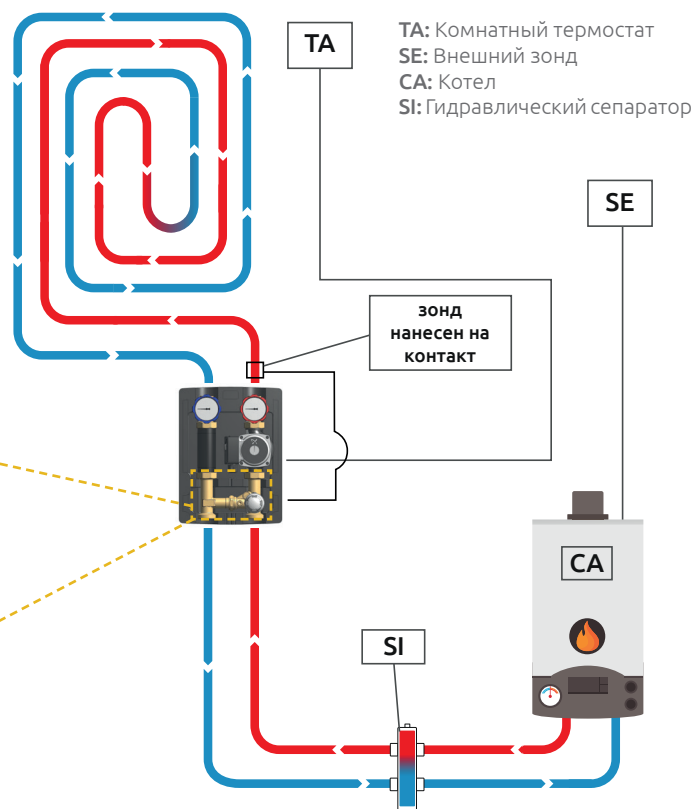 TA
TA: Комнатный термостат
SE: Внешний зонд
CA: Котел
SI: Гидравлический сепаратор
SE
зонд
нанесен на
контакт
CA
SI